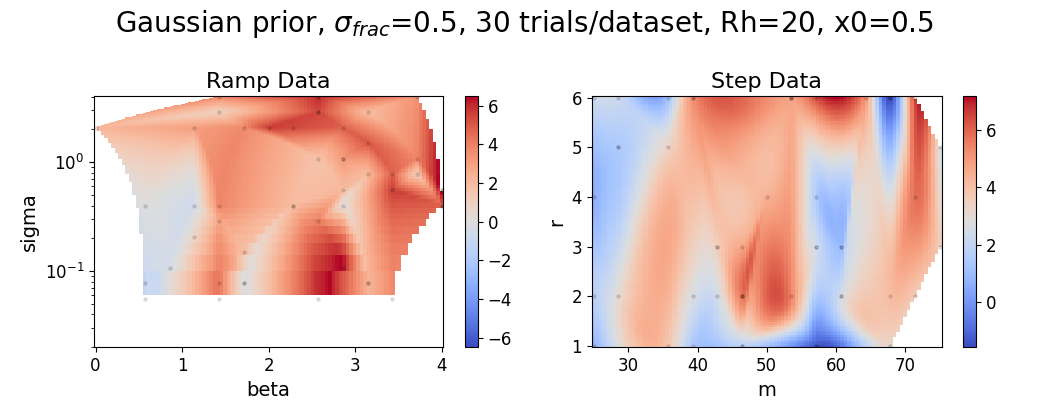 Gaussian prior, σ_frac=0.5, 30 trials/dataset, Rh=20, x0=0.5
Ramp Data
Step Data
sigma
10⁰
10⁻¹
0 1 2 3 4
beta
6
4
2
0
−2
−4
−6
r
6
5
4
3
2
1
30 40 50 60 70
m
6
4
2
0